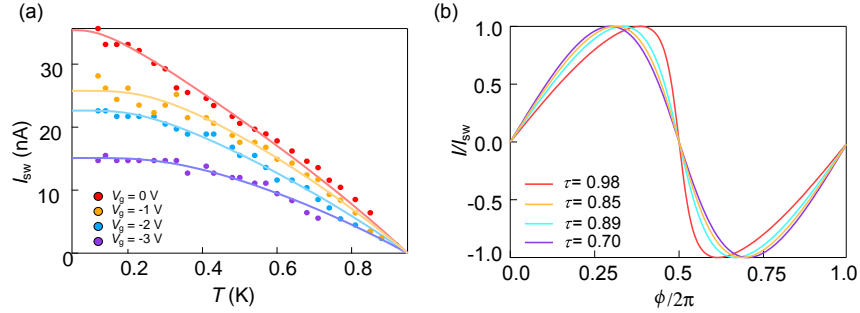 (a)
30
20
10
0
I_sw (nA)
V_g = 0 V
V_g = -1 V
V_g = -2 V
V_g = -3 V
0.2
0.4
0.6
0.8
T (K)
(b)
1.0
0.5
0.0
-0.5
-1.0
I/I_sw
τ = 0.98
τ = 0.85
τ = 0.89
τ = 0.70
0.0
0.25
0.5
0.75
1.0
ϕ/2π